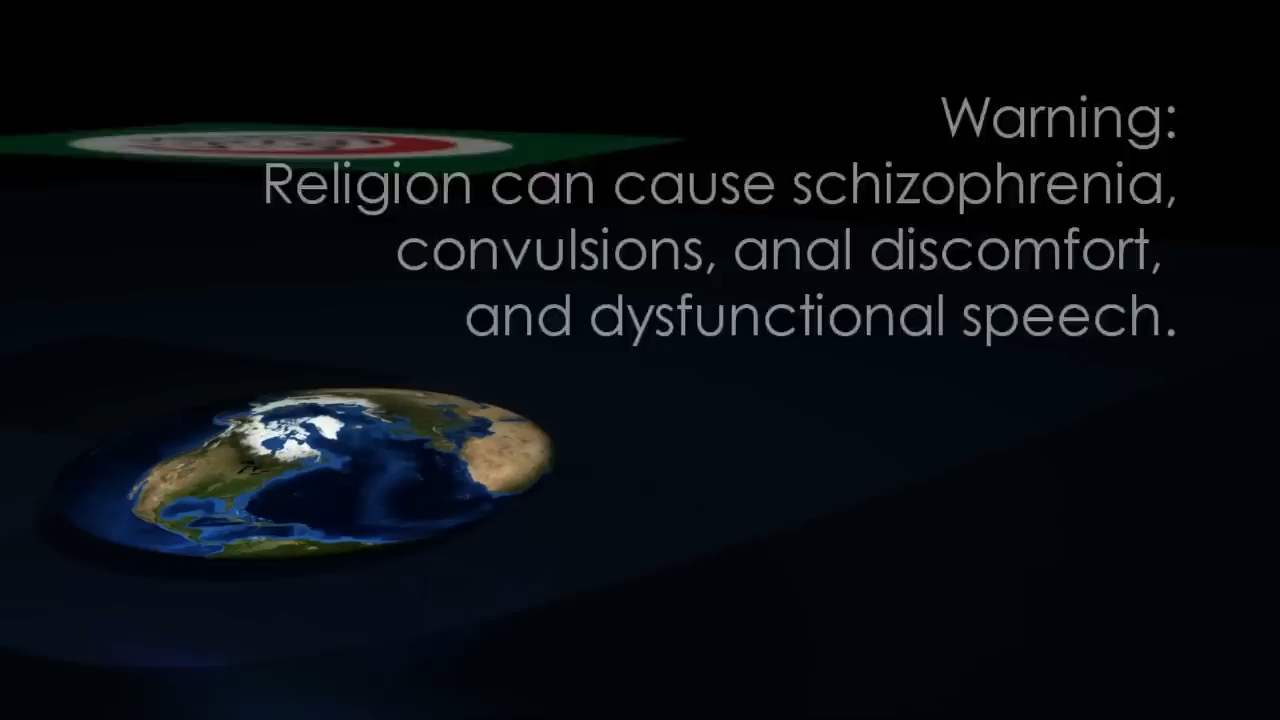 Warning:
Religion can cause schizophrenia,
convulsions, anal discomfort,
and dysfunctional speech.